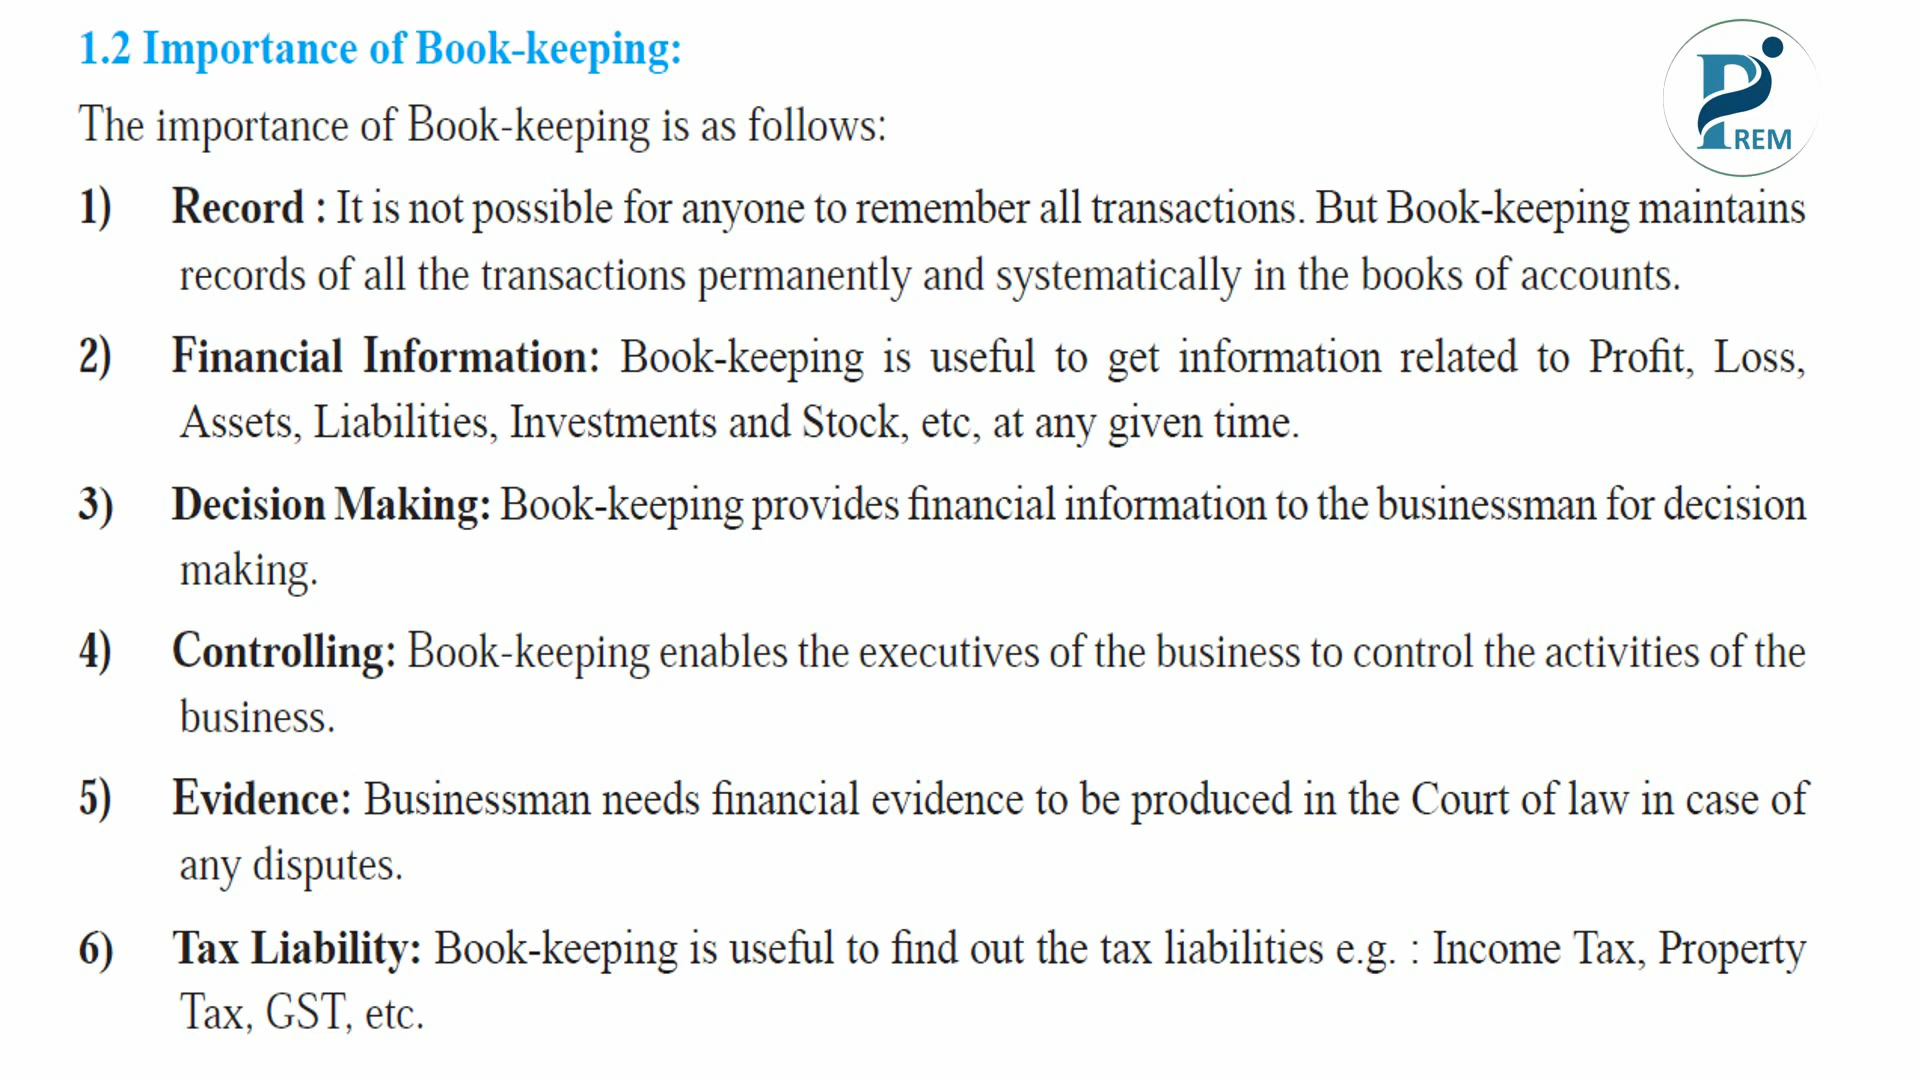 1.2 Importance of Book-keeping:
The importance of Book-keeping is as follows:
1) Record : It is not possible for anyone to remember all transactions. But Book-keeping maintains
records of all the transactions permanently and systematically in the books of accounts.
2) Financial Information: Book-keeping is useful to get information related to Profit, Loss,
Assets, Liabilities, Investments and Stock, etc, at any given time.
3) Decision Making: Book-keeping provides financial information to the businessman for decision
making.
4) Controlling: Book-keeping enables the executives of the business to control the activities of the
business.
5) Evidence: Businessman needs financial evidence to be produced in the Court of law in case of
any disputes.
6) Tax Liability: Book-keeping is useful to find out the tax liabilities e.g. : Income Tax, Property
Tax, GST, etc.
PREM